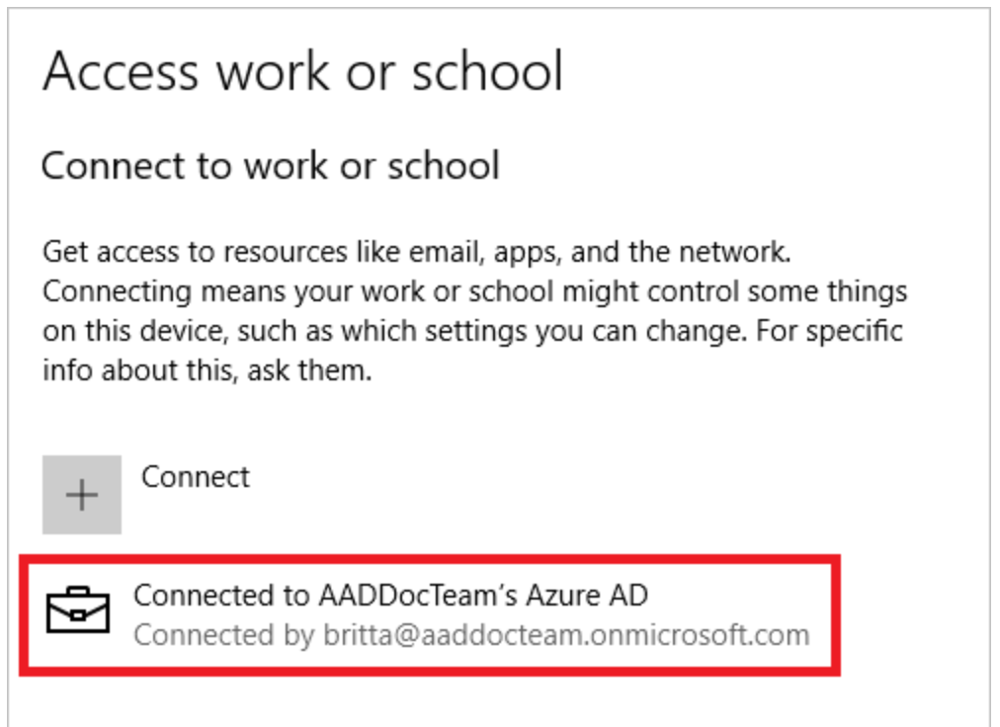 Access work or school
Connect to work or school
Get access to resources like email, apps, and the network.
Connecting means your work or school might control some things
on this device, such as which settings you can change. For specific
info about this, ask them.
Connect
Connected to AADDocTeam’s Azure AD
Connected by britta@aaddocteam.onmicrosoft.com